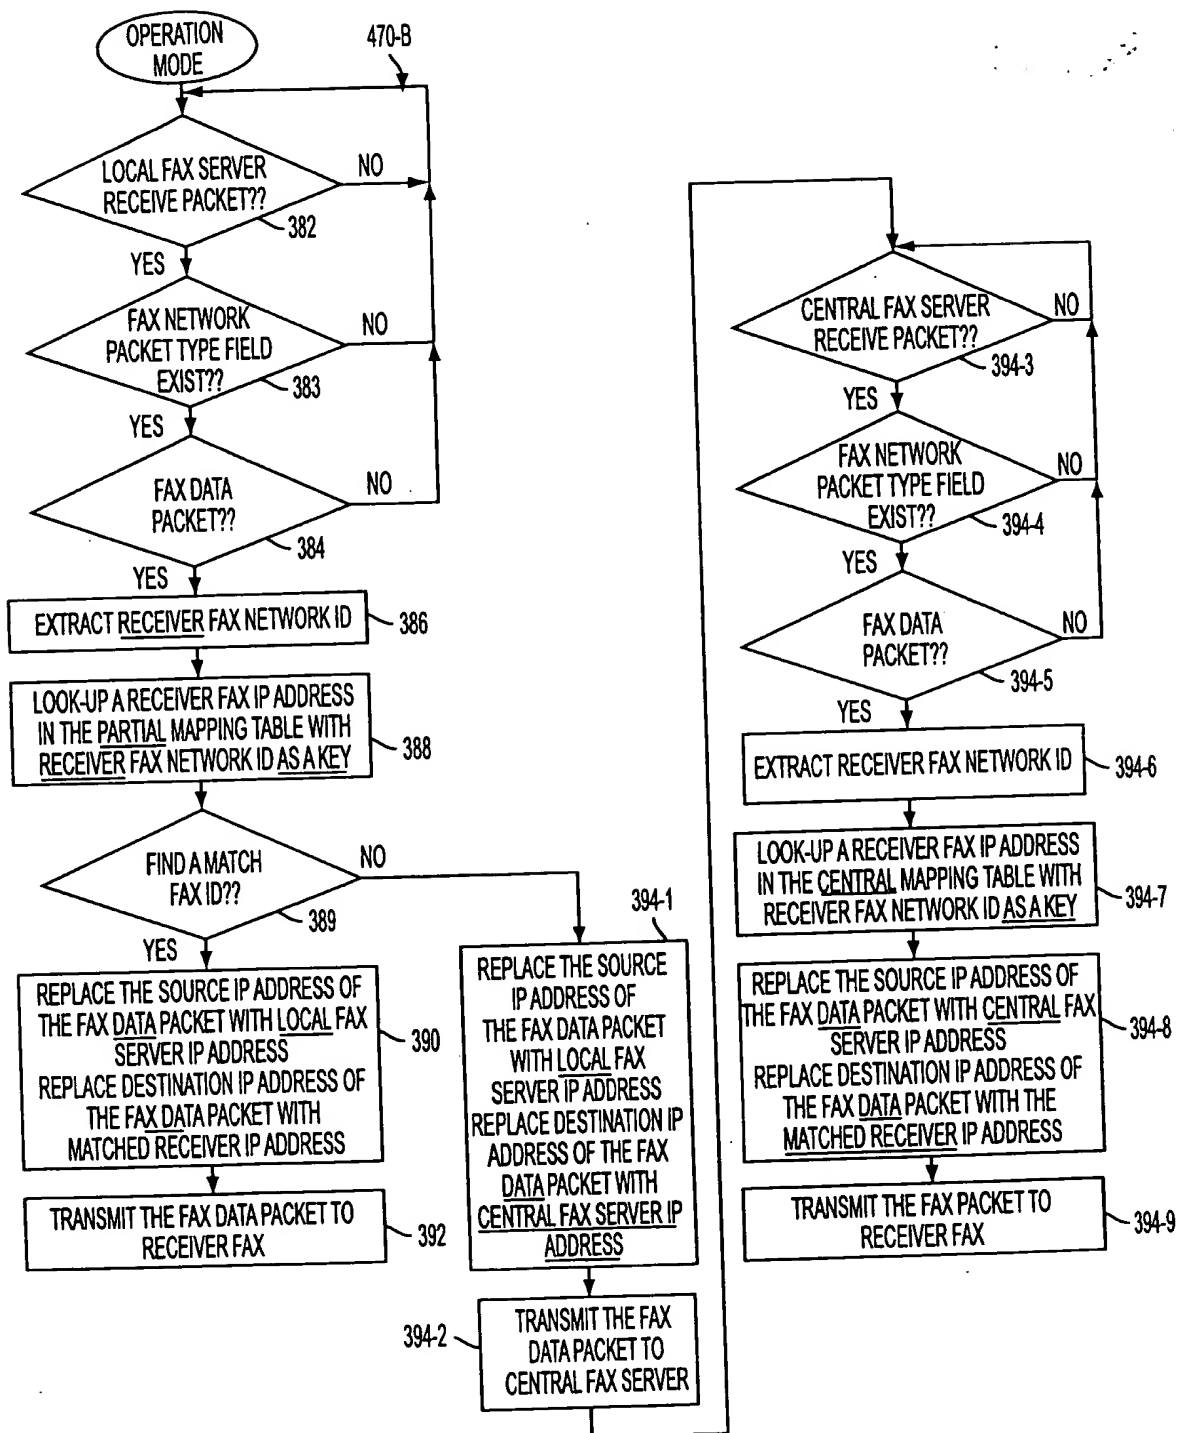 OPERATION
MODE
470-B
LOCAL FAX SERVER
RECEIVE PACKET??
NO
382
YES
FAX NETWORK
PACKET TYPE FIELD
EXIST??
NO
383
YES
FAX DATA
PACKET??
NO
384
YES
EXTRACT RECEIVER FAX NETWORK ID
386
LOOK-UP A RECEIVER FAX IP ADDRESS
IN THE PARTIAL MAPPING TABLE WITH
RECEIVER FAX NETWORK ID AS A KEY
388
FIND A MATCH
FAX ID??
NO
389
YES
REPLACE THE SOURCE IP ADDRESS OF
THE FAX DATA PACKET WITH LOCAL FAX
SERVER IP ADDRESS
REPLACE DESTINATION IP ADDRESS OF
THE FAX DATA PACKET WITH
MATCHED RECEIVER IP ADDRESS
390
TRANSMIT THE FAX DATA PACKET TO
RECEIVER FAX
392
394-1
REPLACE THE SOURCE
IP ADDRESS OF
THE FAX DATA PACKET
WITH LOCAL FAX
SERVER IP ADDRESS
REPLACE DESTINATION IP
ADDRESS OF THE FAX
DATA PACKET WITH
CENTRAL FAX SERVER IP
ADDRESS
394-2
TRANSMIT THE FAX
DATA PACKET TO
CENTRAL FAX SERVER
CENTRAL FAX SERVER
RECEIVE PACKET??
NO
394-3
YES
FAX NETWORK
PACKET TYPE FIELD
EXIST??
NO
394-4
YES
FAX DATA
PACKET??
NO
394-5
YES
EXTRACT RECEIVER FAX NETWORK ID
394-6
LOOK-UP A RECEIVER FAX IP ADDRESS
IN THE CENTRAL MAPPING TABLE WITH
RECEIVER FAX NETWORK ID AS A KEY
394-7
REPLACE THE SOURCE IP ADDRESS OF
THE FAX DATA PACKET WITH CENTRAL FAX
SERVER IP ADDRESS
REPLACE DESTINATION IP ADDRESS OF
THE FAX DATA PACKET WITH THE
MATCHED RECEIVER IP ADDRESS
394-8
TRANSMIT THE FAX PACKET TO
RECEIVER FAX
394-9